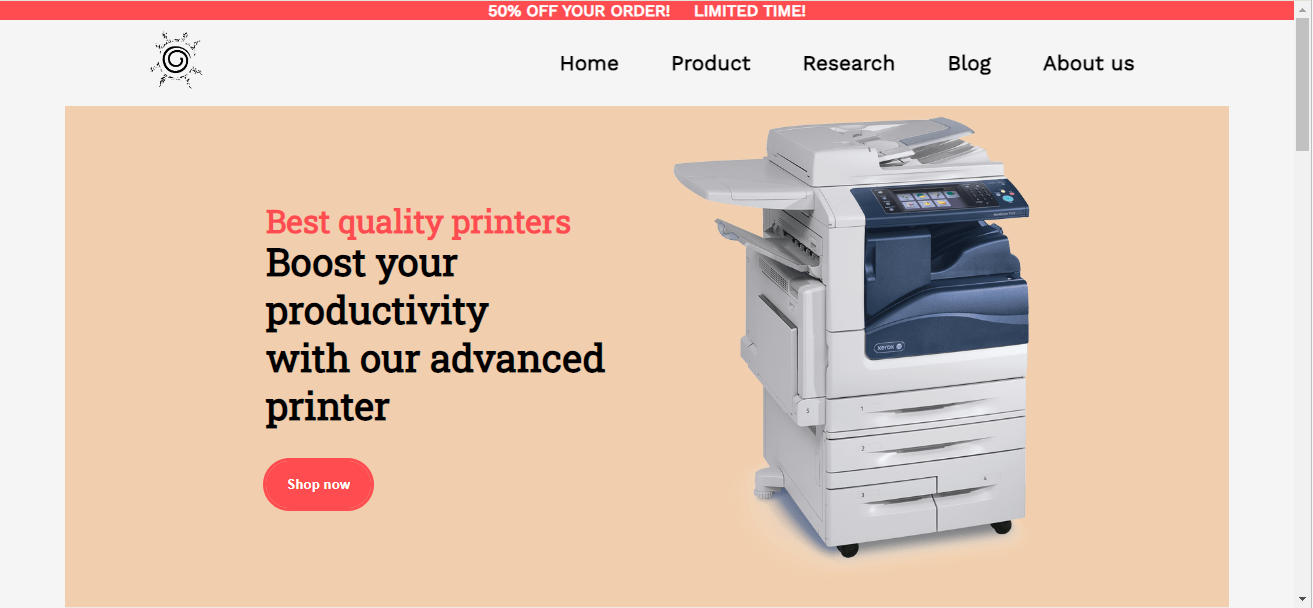 50% OFF YOUR ORDER! LIMITED TIME!
Home Product Research Blog About us
Best quality printers
Boost your
productivity
with our advanced
printer
Shop now
xerox
1
2
3
4
5